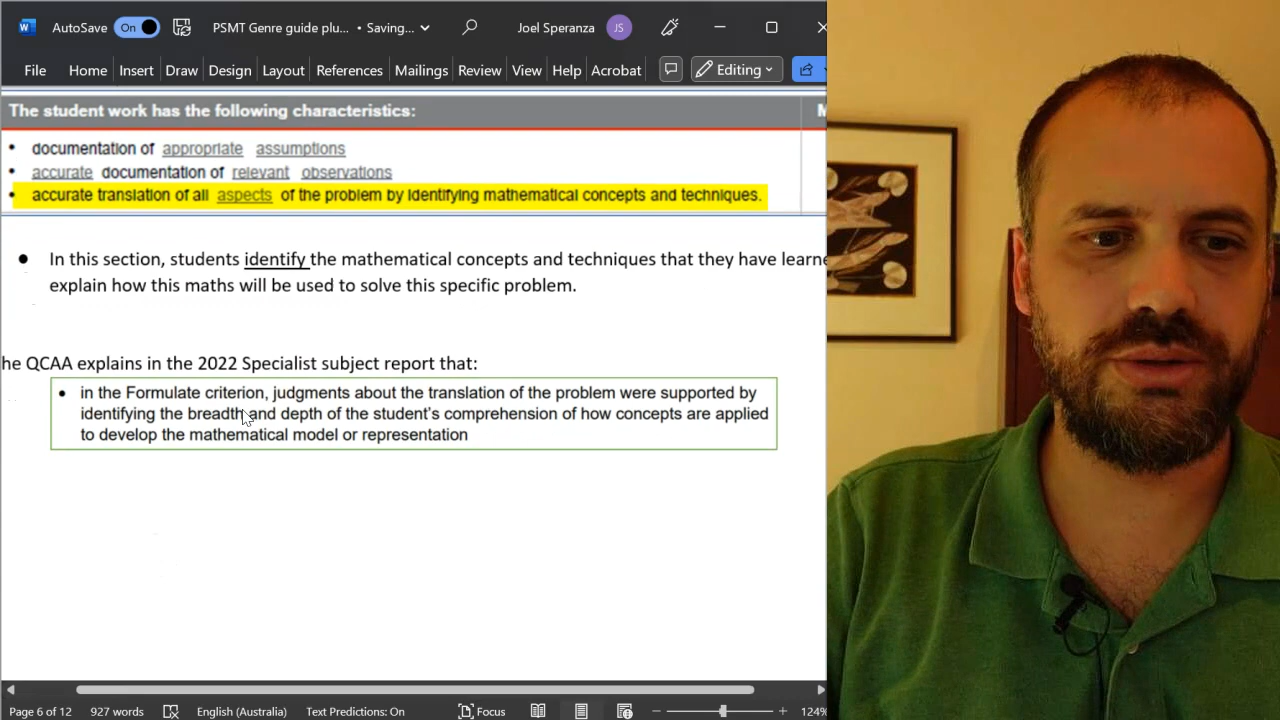 AutoSave On PSMT Genre guide plu... • Saving... Joel Speranza JS
File Home Insert Draw Design Layout References Mailings Review View Help Acrobat Editing
The student work has the following characteristics: M
• documentation of appropriate assumptions
• accurate documentation of relevant observations
• accurate translation of all aspects of the problem by identifying mathematical concepts and techniques.
• In this section, students identify the mathematical concepts and techniques that they have learne
explain how this maths will be used to solve this specific problem.
he QCAA explains in the 2022 Specialist subject report that:
• in the Formulate criterion, judgments about the translation of the problem were supported by
identifying the breadth and depth of the student's comprehension of how concepts are applied
to develop the mathematical model or representation
Page 6 of 12 927 words English (Australia) Text Predictions: On Focus 124%